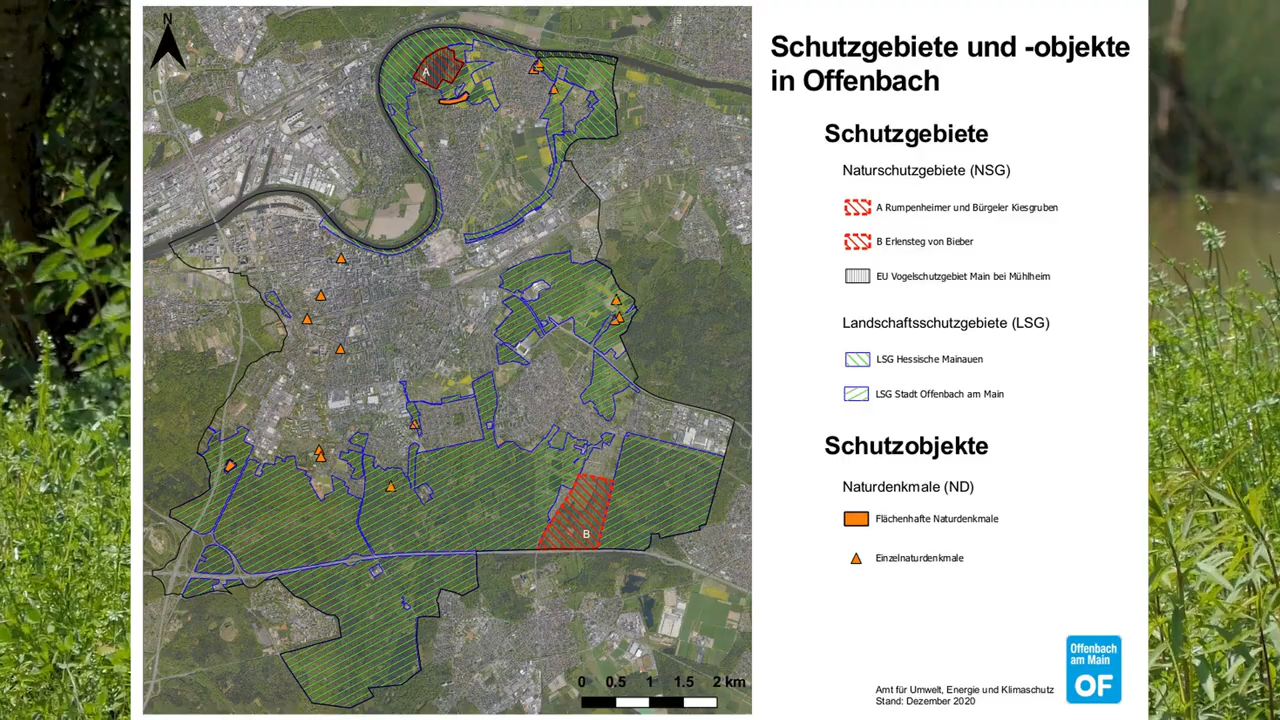 N
A
B
0 0.5 1 1.5 2 km
Schutzgebiete und -objekte
in Offenbach
Schutzgebiete
Naturschutzgebiete (NSG)
A Rumpenheimer und Bürgeler Kiesgruben
B Erlensteg von Bieber
EU Vogelschutzgebiet Main bei Mühlheim
Landschaftsschutzgebiete (LSG)
LSG Hessische Mainauen
LSG Stadt Offenbach am Main
Schutzobjekte
Naturdenkmale (ND)
Flächenhafte Naturdenkmale
Einzelnaturdenkmale
Amt für Umwelt, Energie und Klimaschutz
Stand: Dezember 2020
Offenbach
am Main
OF